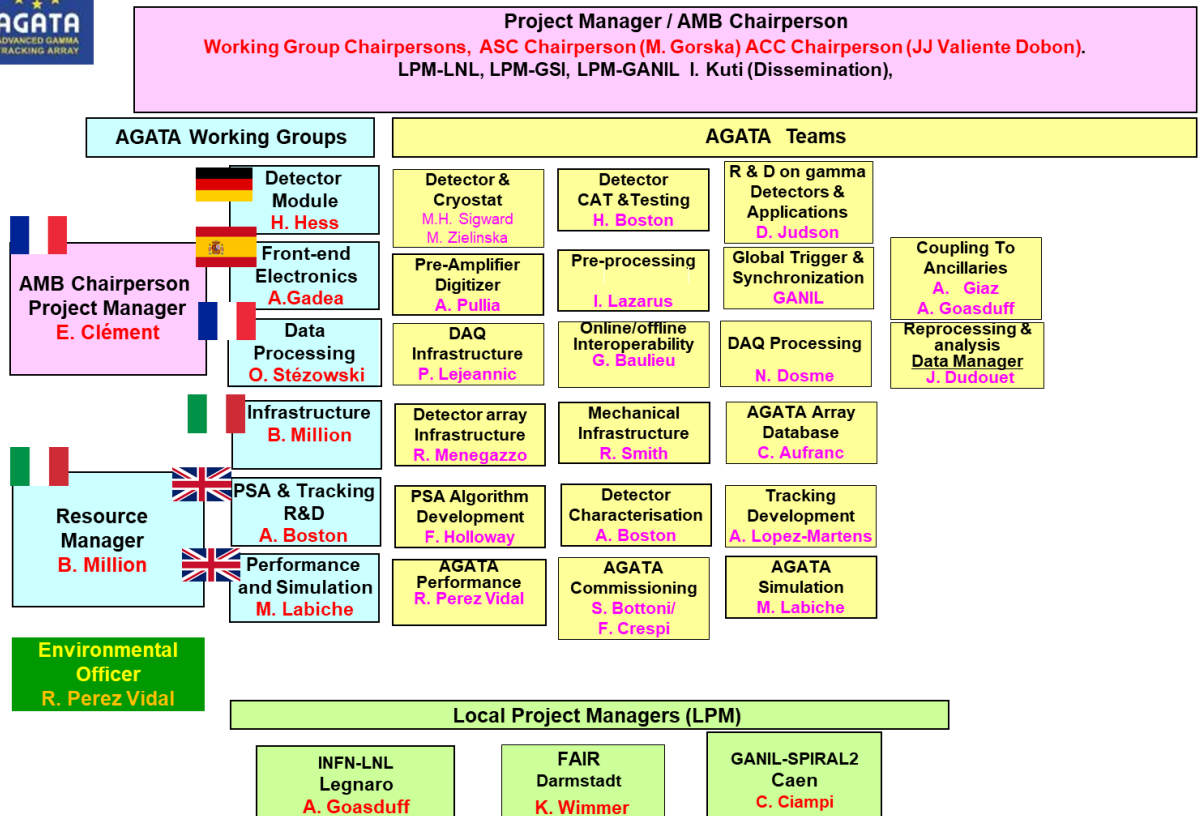 AGATA
ADVANCED GAMMA
TRACKING ARRAY
Project Manager / AMB Chairperson
Working Group Chairpersons, ASC Chairperson (M. Gorska) ACC Chairperson (JJ Valiente Dobon).
LPM-LNL, LPM-GSI, LPM-GANIL I. Kuti (Dissemination),
AGATA Working Groups
AGATA Teams
Detector
Module
H. Hess
Detector &
Cryostat
M.H. Sigward
M. Zielinska
Detector
CAT &Testing
H. Boston
R & D on gamma
Detectors &
Applications
D. Judson
AMB Chairperson
Project Manager
E. Clément
Front-end
Electronics
A.Gadea
Pre-Amplifier
Digitizer
A. Pullia
Pre-processing
I. Lazarus
Global Trigger &
Synchronization
GANIL
Coupling To
Ancillaries
A. Giaz
A. Goasduff
Data
Processing
O. Stézowski
DAQ
Infrastructure
P. Lejeannic
Online/offline
Interoperability
G. Baulieu
DAQ Processing
N. Dosme
Reprocessing &
analysis
Data Manager
J. Dudouet
Infrastructure
B. Million
Detector array
Infrastructure
R. Menegazzo
Mechanical
Infrastructure
R. Smith
AGATA Array
Database
C. Aufranc
Resource
Manager
B. Million
PSA & Tracking
R&D
A. Boston
PSA Algorithm
Development
F. Holloway
Detector
Characterisation
A. Boston
Tracking
Development
A. Lopez-Martens
Performance
and Simulation
M. Labiche
AGATA
Performance
R. Perez Vidal
AGATA
Commissioning
S. Bottoni/
F. Crespi
AGATA
Simulation
M. Labiche
Environmental
Officer
R. Perez Vidal
Local Project Managers (LPM)
INFN-LNL
Legnaro
A. Goasduff
FAIR
Darmstadt
K. Wimmer
GANIL-SPIRAL2
Caen
C. Ciampi